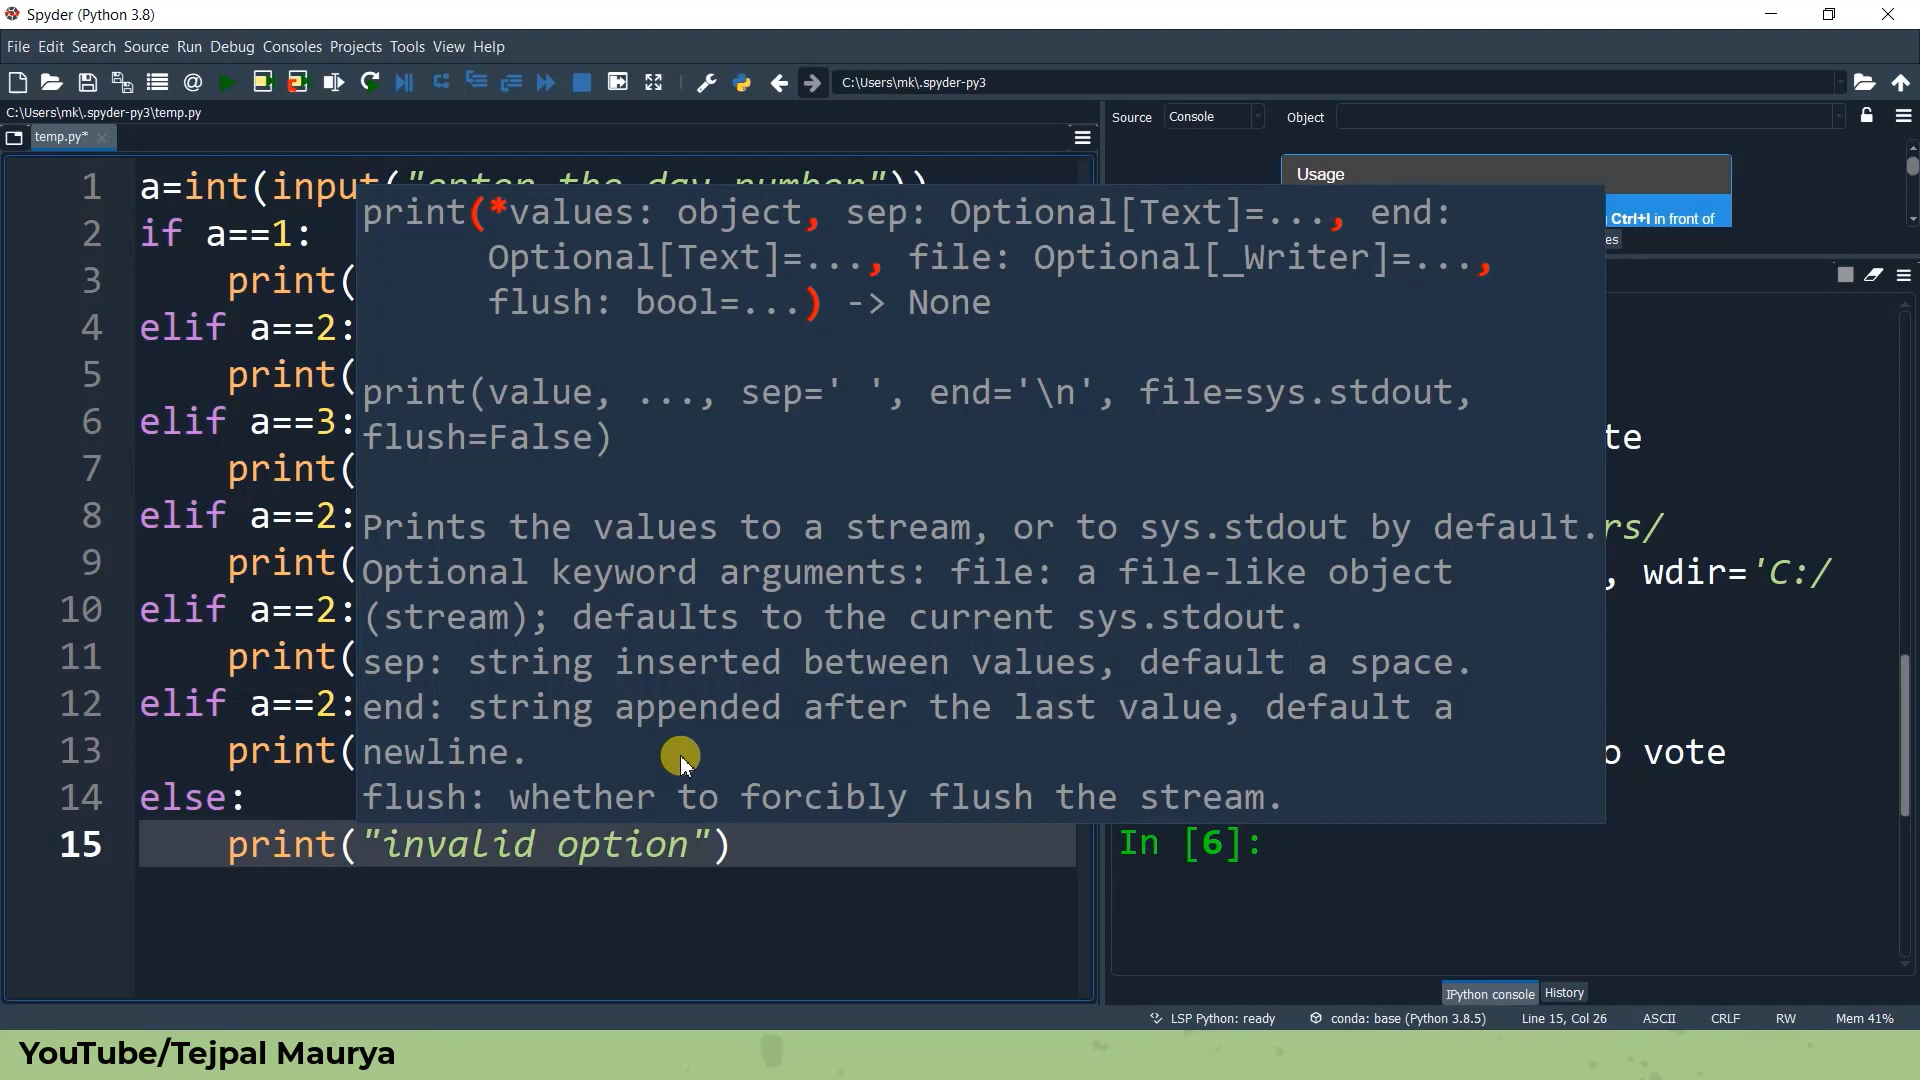 Spyder (Python 3.8)
File Edit Search Source Run Debug Consoles Projects Tools View Help
C:\Users\mk\.spyder-py3
C:\Users\mk\.spyder-py3\temp.py
temp.py*
Source Console Object
Usage
Ctrl+I in front of
es
1 a=int(input("enter the day number"))
2 if a==1:
3 print(
4 elif a==2:
5 print(
6 elif a==3:
7 print(
8 elif a==2:
9 print(
10 elif a==2:
11 print(
12 elif a==2:
13 print(
14 else:
15 print("invalid option")
print(*values: object, sep: Optional[Text]=..., end:
Optional[Text]=..., file: Optional[_Writer]=...,
flush: bool=...) -> None
print(value, ..., sep=' ', end='\n', file=sys.stdout,
flush=False)
Prints the values to a stream, or to sys.stdout by default.
Optional keyword arguments: file: a file-like object
(stream); defaults to the current sys.stdout.
sep: string inserted between values, default a space.
end: string appended after the last value, default a
newline.
flush: whether to forcibly flush the stream.
te
rs/
, wdir='C:/
o vote
In [6]:
IPython console History
LSP Python: ready conda: base (Python 3.8.5) Line 15, Col 26 ASCII CRLF RW Mem 41%
YouTube/Tejpal Maurya